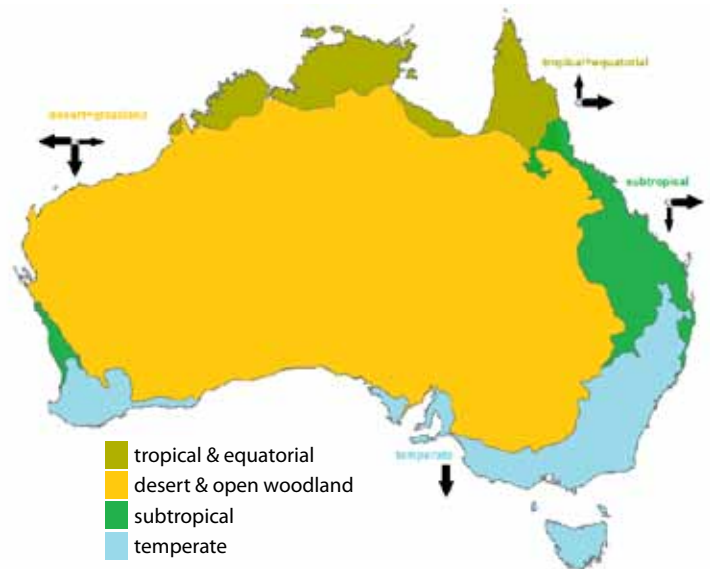 tropical+equatorial
desert+grassland
subtropical
temperate
tropical & equatorial
desert & open woodland
subtropical
temperate